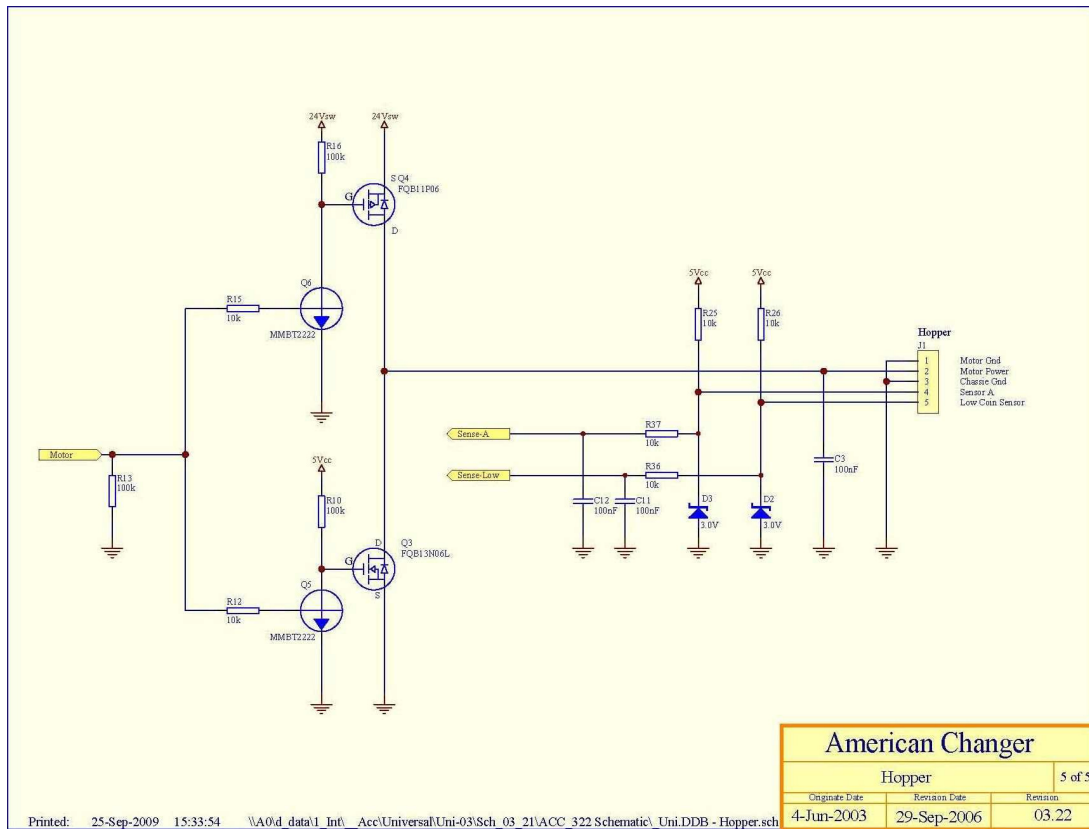 24Vsw
24Vsw
R16
100k
S Q4
FQB11P06
G
D
Q6
R15
10k
MMBT2222
5Vcc
5Vcc
R25
10k
R26
10k
Hopper
J1
1 Motor Gnd
2 Motor Power
3 Chassie Gnd
4 Sensor A
5 Low Coin Sensor
Sense-A
R37
10k
Motor
Sense-Low
R36
10k
C3
100nF
R13
100k
5Vcc
R10
100k
C12
100nF
C11
100nF
D3
3.0V
D2
3.0V
D Q3
FQB13N06L
G
S
Q5
R12
10k
MMBT2222
American Changer
Hopper
5 of 5
Originate Date Revision Date Revision
4-Jun-2003 29-Sep-2006 03.22
Printed: 25-Sep-2009 15:33:54 \\A0\d_data\1_Int\__Acc\Universal\Uni-03\Sch_03_21\ACC_322 Schematic\_Uni.DDB - Hopper.sch